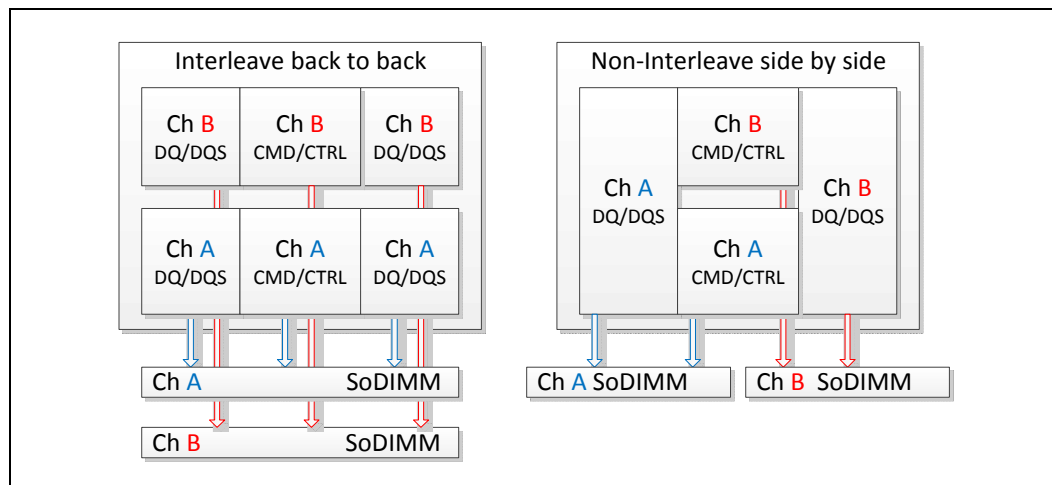 Interleave back to back
Ch B
DQ/DQS
Ch B
CMD/CTRL
Ch B
DQ/DQS
Ch A
DQ/DQS
Ch A
CMD/CTRL
Ch A
DQ/DQS
Ch A SoDIMM
Ch B SoDIMM
Non-Interleave side by side
Ch A
DQ/DQS
Ch B
CMD/CTRL
Ch A
CMD/CTRL
Ch B
DQ/DQS
Ch A SoDIMM
Ch B SoDIMM